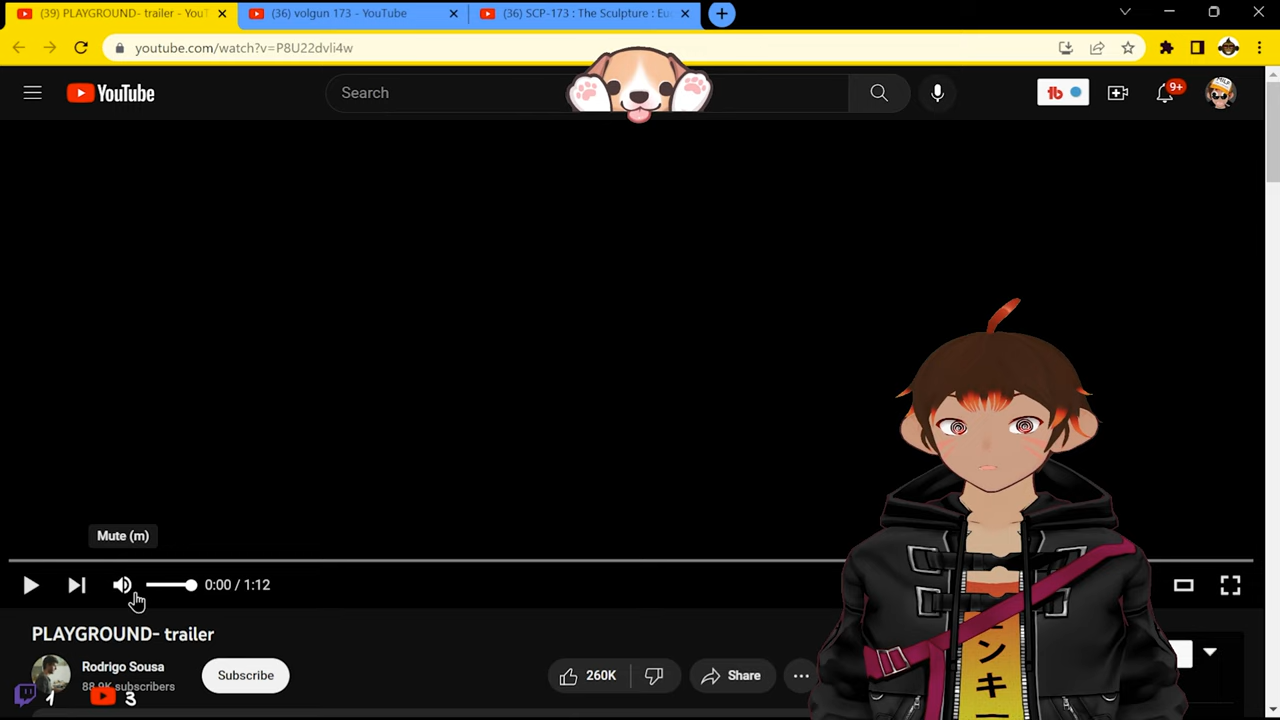 (39) PLAYGROUND- trailer - YouT
(36) volgun 173 - YouTube
(36) SCP-173 : The Sculpture : Eu
youtube.com/watch?v=P8U22dvli4w
YouTube
Search
tb
9+
Mute (m)
0:00 / 1:12
PLAYGROUND- trailer
Rodrigo Sousa
88.9K subscribers
Subscribe
260K
Share
1
3
ンキー